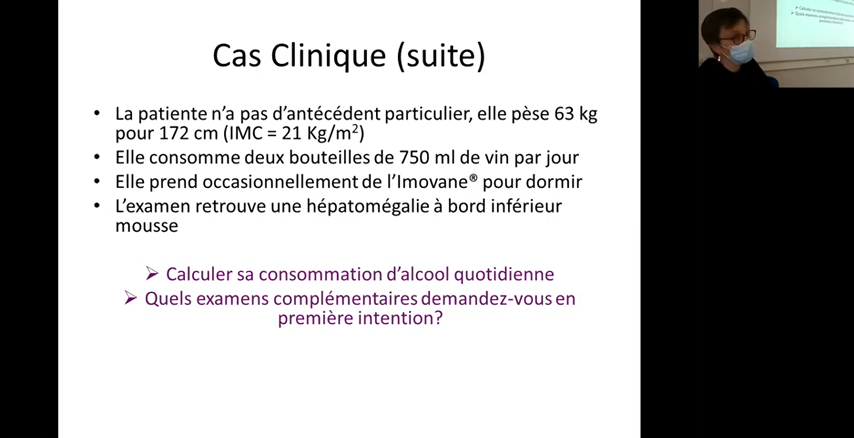 Cas Clinique (suite)
• La patiente n'a pas d'antécédent particulier, elle pèse 63 kg
pour 172 cm (IMC = 21 Kg/m²)
• Elle consomme deux bouteilles de 750 ml de vin par jour
• Elle prend occasionnellement de l'Imovane® pour dormir
• L'examen retrouve une hépatomégalie à bord inférieur
mousse
➢ Calculer sa consommation d'alcool quotidienne
➢ Quels examens complémentaires demandez-vous en
première intention?